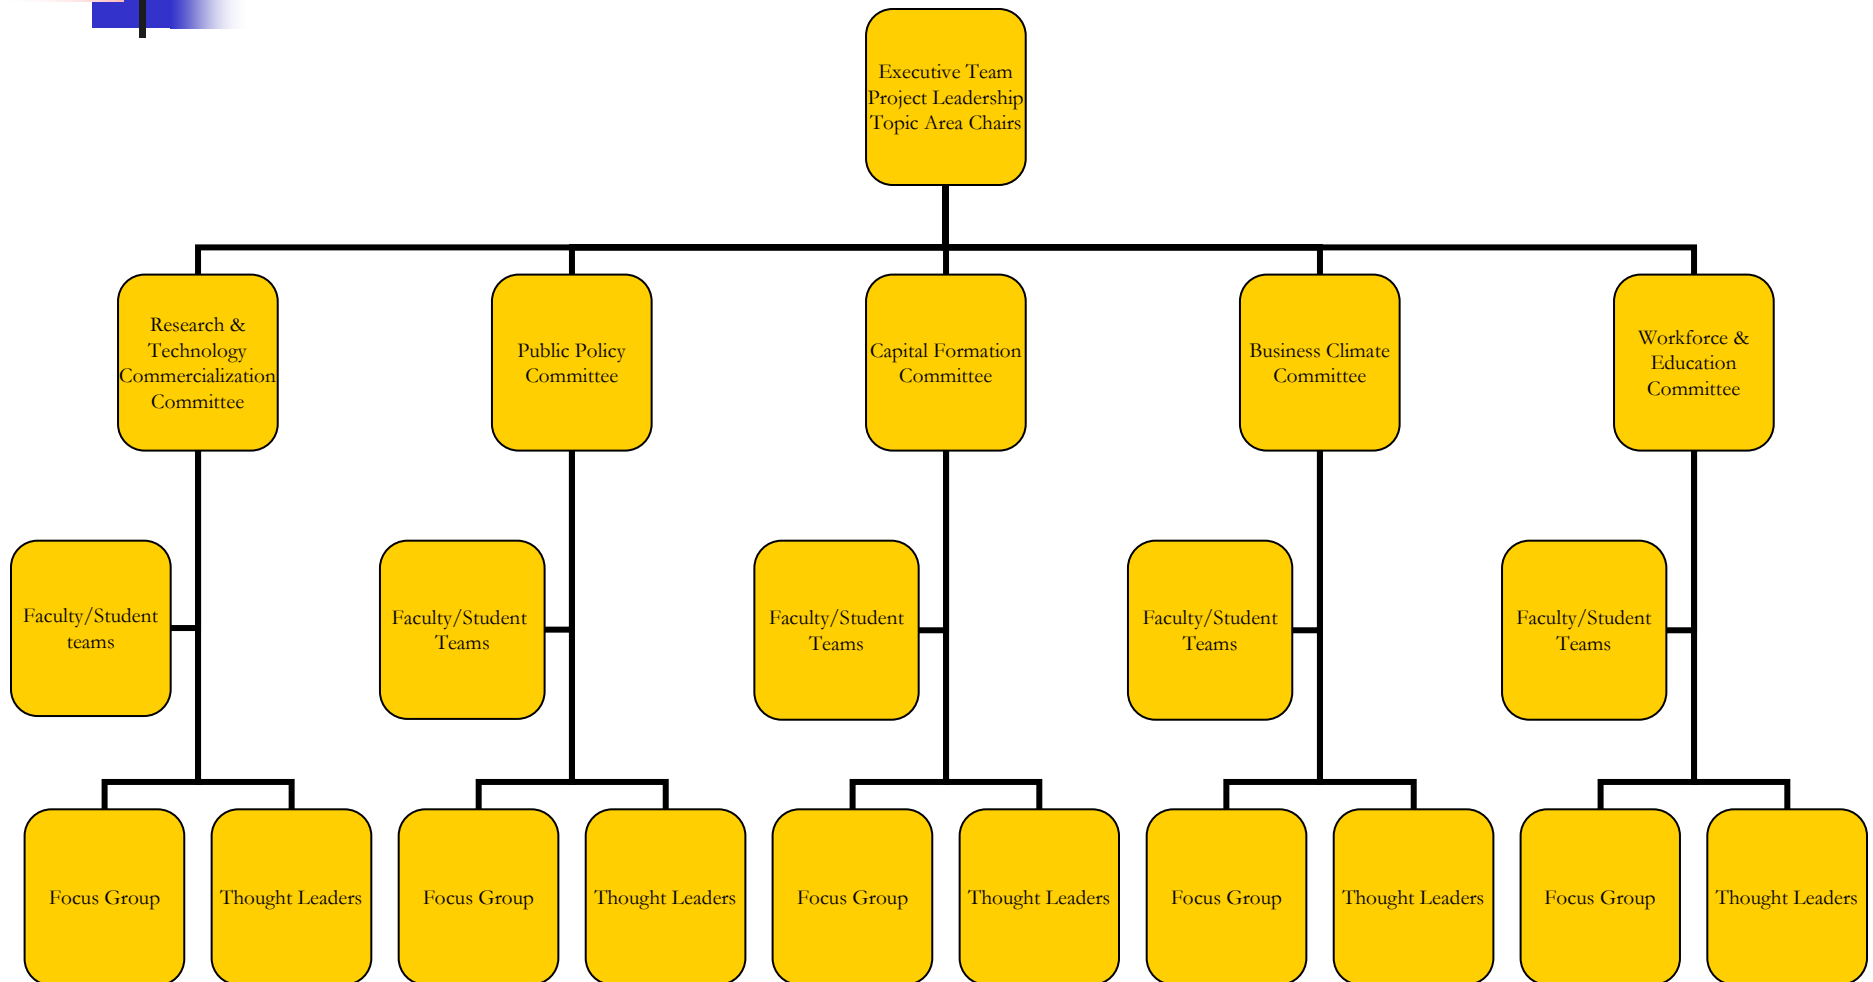 Executive Team
Project Leadership
Topic Area Chairs
Research &
Technology
Commercialization
Committee
Public Policy
Committee
Capital Formation
Committee
Business Climate
Committee
Workforce &
Education
Committee
Faculty/Student
teams
Faculty/Student
Teams
Faculty/Student
Teams
Faculty/Student
Teams
Faculty/Student
Teams
Focus Group
Thought Leaders
Focus Group
Thought Leaders
Focus Group
Thought Leaders
Focus Group
Thought Leaders
Focus Group
Thought Leaders